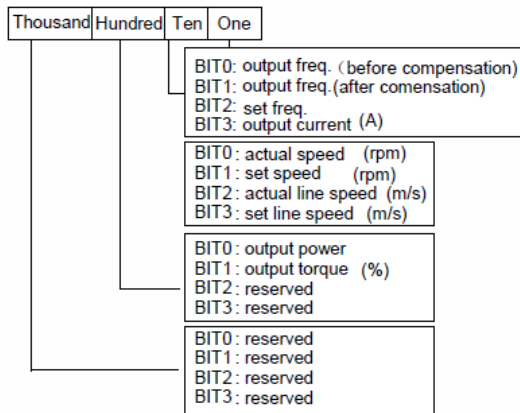 Thousand Hundred Ten One
BIT0: output freq. (before compensation)
BIT1: output freq.(after comensation)
BIT2: set freq.
BIT3: output current (A)
BIT0: actual speed (rpm)
BIT1: set speed (rpm)
BIT2: actual line speed (m/s)
BIT3: set line speed (m/s)
BIT0: output power
BIT1: output torque (%)
BIT2: reserved
BIT3: reserved
BIT0: reserved
BIT1: reserved
BIT2: reserved
BIT3: reserved